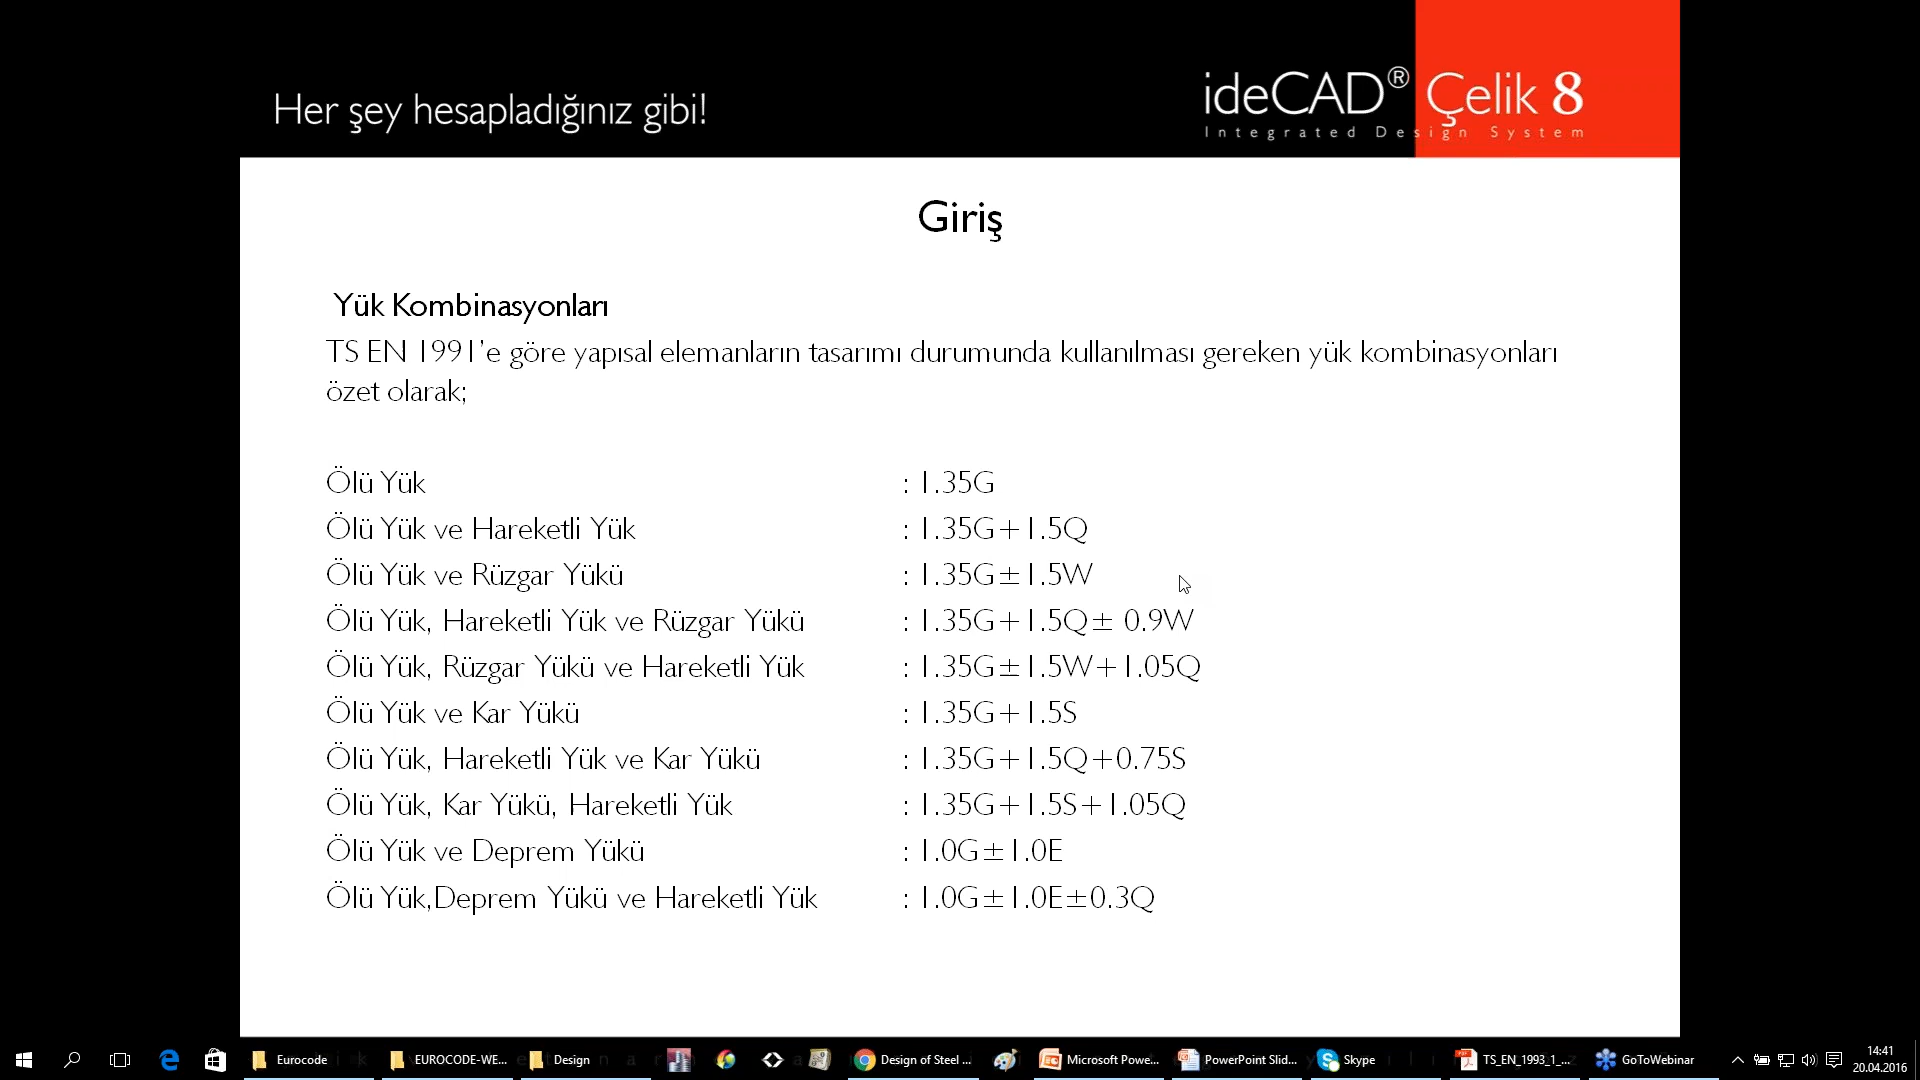 Her şey hesapladığınız gibi!
ideCAD® Çelik 8
Integrated Design System
Giriş
Yük Kombinasyonları
TS EN 1991’e göre yapısal elemanların tasarımı durumunda kullanılması gereken yük kombinasyonları
özet olarak;
Ölü Yük : 1.35G
Ölü Yük ve Hareketli Yük : 1.35G+1.5Q
Ölü Yük ve Rüzgar Yükü : 1.35G±1.5W
Ölü Yük, Hareketli Yük ve Rüzgar Yükü : 1.35G+1.5Q± 0.9W
Ölü Yük, Rüzgar Yükü ve Hareketli Yük : 1.35G±1.5W+1.05Q
Ölü Yük ve Kar Yükü : 1.35G+1.5S
Ölü Yük, Hareketli Yük ve Kar Yükü : 1.35G+1.5Q+0.75S
Ölü Yük, Kar Yükü, Hareketli Yük : 1.35G+1.5S+1.05Q
Ölü Yük ve Deprem Yükü : 1.0G±1.0E
Ölü Yük,Deprem Yükü ve Hareketli Yük : 1.0G±1.0E±0.3Q
Eurocode EUROCODE-WE... Design Design of Steel ... Microsoft Powe... PowerPoint Slid... Skype TS_EN_1993_1_... GoToWebinar 14:41
20.04.2016